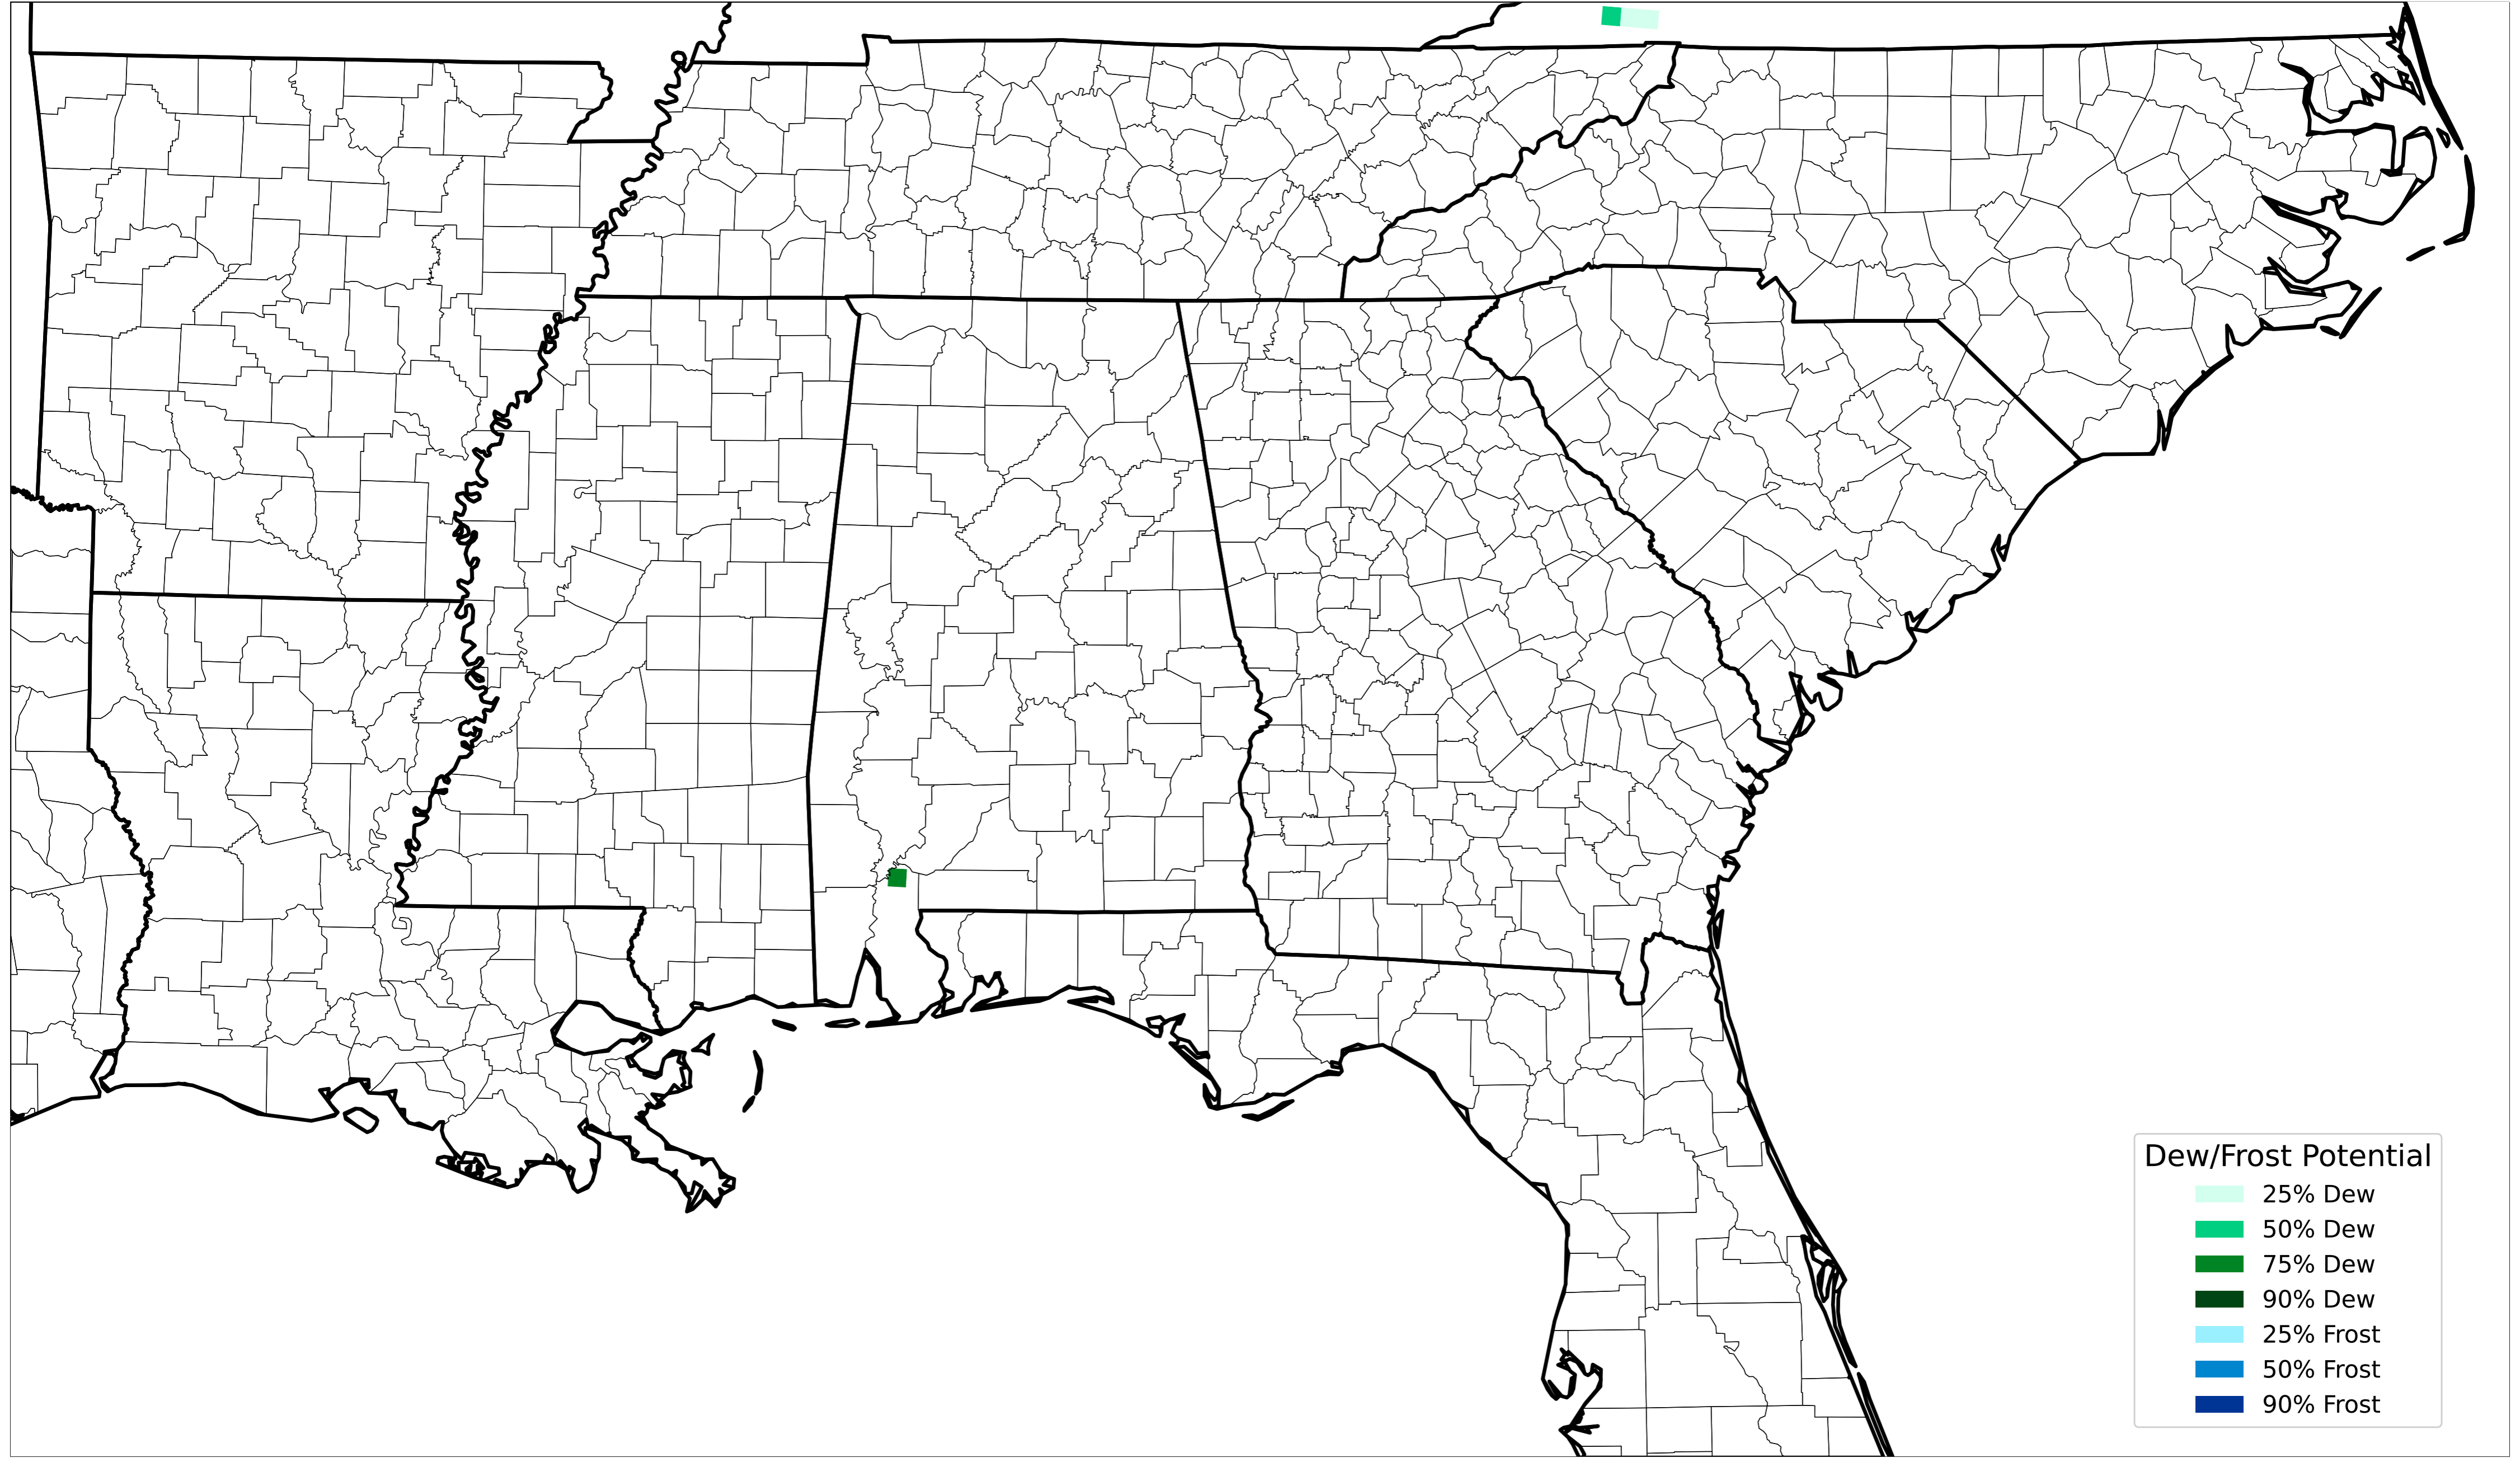 Dew/Frost Potential
25% Dew
50% Dew
75% Dew
90% Dew
25% Frost
50% Frost
90% Frost